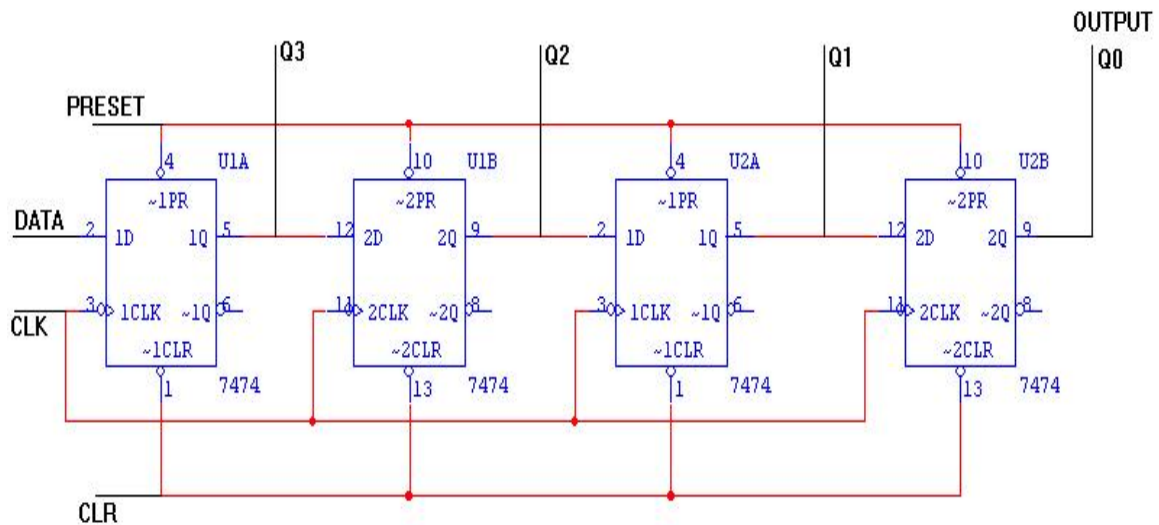 OUTPUT
Q3 Q2 Q1 Q0
PRESET
4 U1A 10 U1B 4 U2A 10 U2B
~1PR ~2PR ~1PR ~2PR
DATA 2 1D 1Q 5 12 2D 2Q 9 2 1D 1Q 5 12 2D 2Q 9
CLK 3 1CLK ~1Q 6 11 2CLK ~2Q 8 3 1CLK ~1Q 6 11 2CLK ~2Q 8
~1CLR ~2CLR ~1CLR ~2CLR
1 7474 13 7474 1 7474 13 7474
CLR